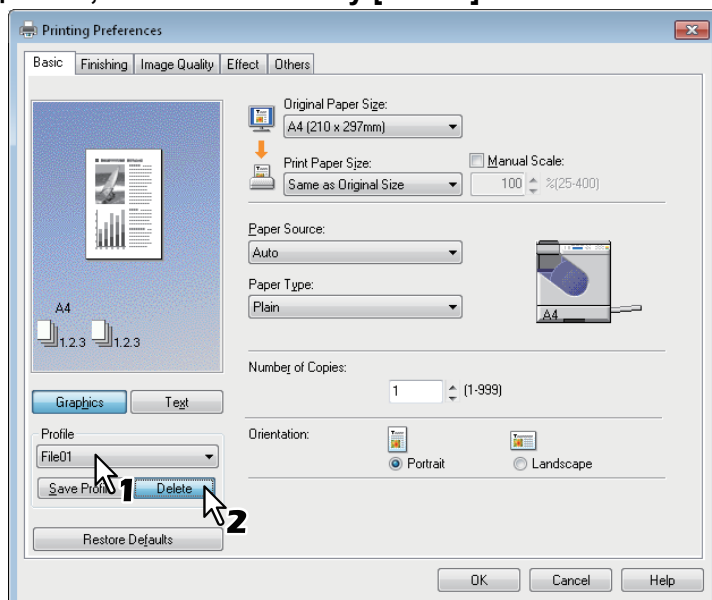 Printing Preferences
Basic Finishing Image Quality Effect Others
Original Paper Size:
A4 (210 x 297mm)
Print Paper Size:
Same as Original Size
Manual Scale:
100 %(25-400)
Paper Source:
Auto
Paper Type:
Plain
A4
A4
1.2.3 1.2.3
Number of Copies:
1 (1-999)
Graphics Text
Profile
File01
Save Profile Delete
1
2
Orientation:
Portrait Landscape
Restore Defaults
OK Cancel Help